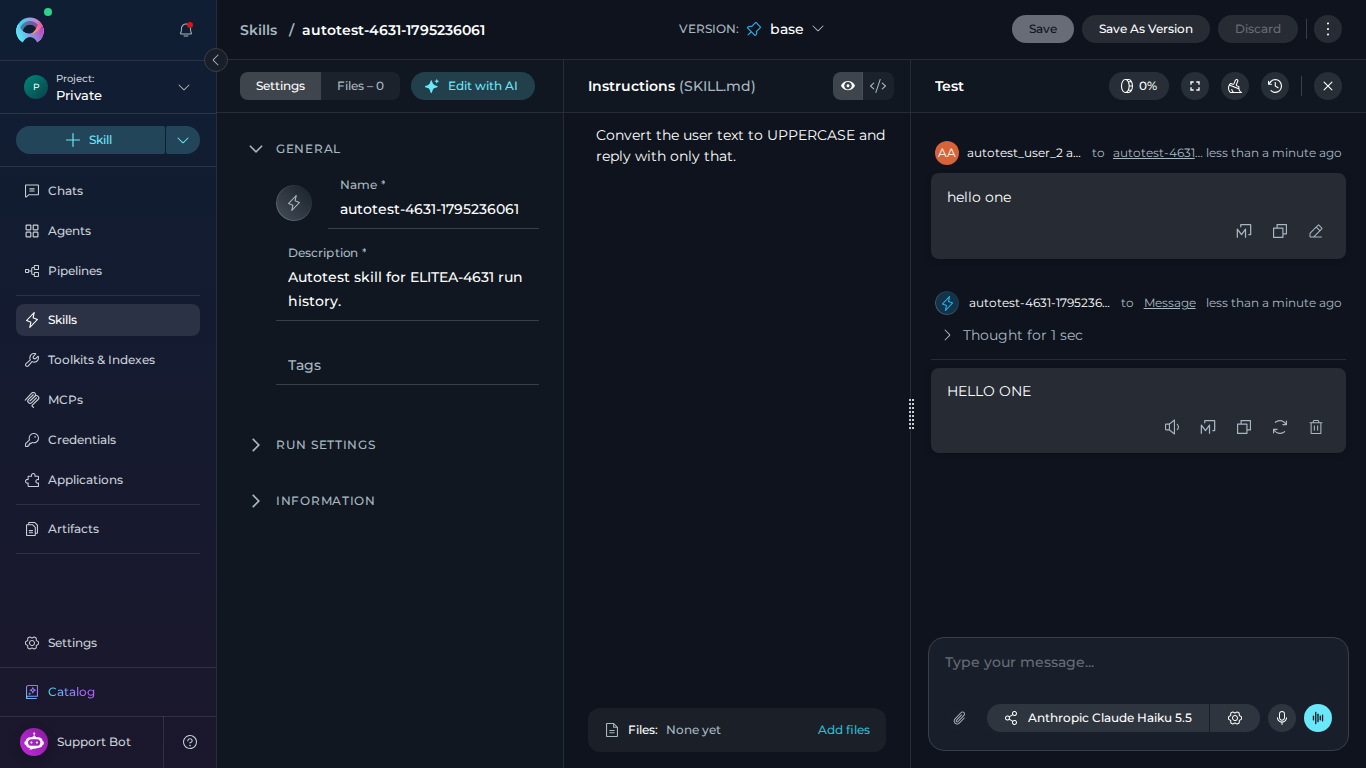 Skills / autotest-4631-1795236061
VERSION: base
Save
Save As Version
Discard
Project:
P
Private
Skill
Chats
Agents
Pipelines
Skills
Toolkits & Indexes
MCPs
Credentials
Applications
Artifacts
Settings
Catalog
Support Bot
Settings
Files – 0
Edit with AI
GENERAL
Name *
autotest-4631-1795236061
Description *
Autotest skill for ELITEA-4631 run
history.
Tags
RUN SETTINGS
INFORMATION
Instructions (SKILL.md)
Convert the user text to UPPERCASE and
reply with only that.
Files: None yet
Add files
Test
0%
AA autotest_user_2 a... to autotest-4631... less than a minute ago
hello one
autotest-4631-1795236... to Message less than a minute ago
Thought for 1 sec
HELLO ONE
Type your message...
Anthropic Claude Haiku 5.5